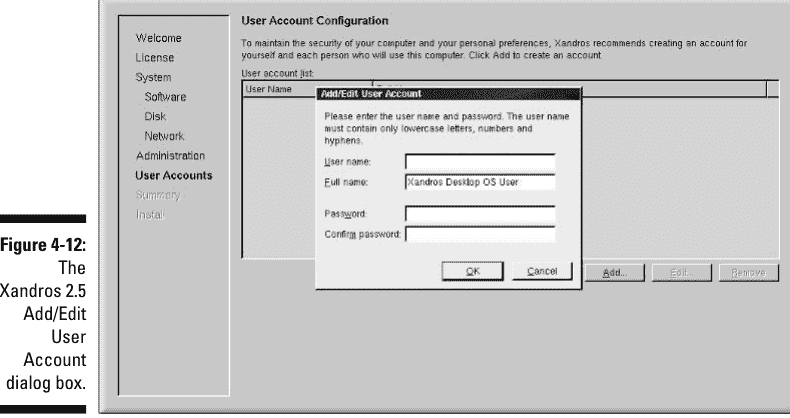 Welcome
License
System
Software
Disk
Network
Administration
User Accounts
Summary
Install
User Account Configuration
To maintain the security of your computer and your personal preferences, Xandros recommends creating an account for
yourself and each person who will use this computer. Click Add to create an account.
User account list:
User Name
Add/Edit User Account
Please enter the user name and password. The user name
must contain only lowercase letters, numbers and
hyphens.
User name:
Full name: Xandros Desktop OS User
Password:
Confirm password:
OK Cancel
Add... Edit... Remove
Figure 4-12:
The
Xandros 2.5
Add/Edit
User
Account
dialog box.